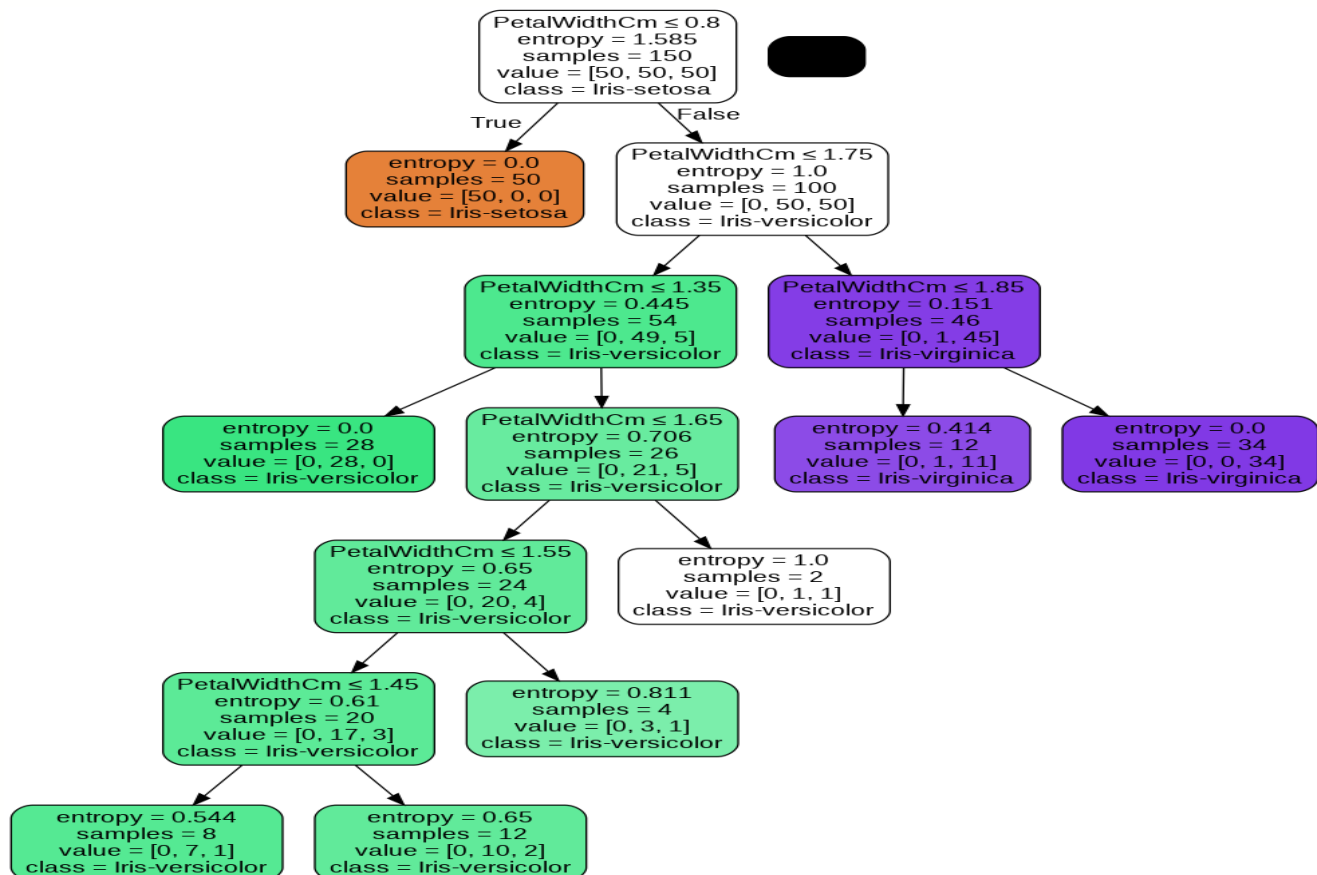 PetalWidthCm ≤ 0.8
entropy = 1.585
samples = 150
value = [50, 50, 50]
class = Iris-setosa
True
False
entropy = 0.0
samples = 50
value = [50, 0, 0]
class = Iris-setosa
PetalWidthCm ≤ 1.75
entropy = 1.0
samples = 100
value = [0, 50, 50]
class = Iris-versicolor
PetalWidthCm ≤ 1.35
entropy = 0.445
samples = 54
value = [0, 49, 5]
class = Iris-versicolor
PetalWidthCm ≤ 1.85
entropy = 0.151
samples = 46
value = [0, 1, 45]
class = Iris-virginica
entropy = 0.0
samples = 28
value = [0, 28, 0]
class = Iris-versicolor
PetalWidthCm ≤ 1.65
entropy = 0.706
samples = 26
value = [0, 21, 5]
class = Iris-versicolor
entropy = 0.414
samples = 12
value = [0, 1, 11]
class = Iris-virginica
entropy = 0.0
samples = 34
value = [0, 0, 34]
class = Iris-virginica
PetalWidthCm ≤ 1.55
entropy = 0.65
samples = 24
value = [0, 20, 4]
class = Iris-versicolor
entropy = 1.0
samples = 2
value = [0, 1, 1]
class = Iris-versicolor
PetalWidthCm ≤ 1.45
entropy = 0.61
samples = 20
value = [0, 17, 3]
class = Iris-versicolor
entropy = 0.811
samples = 4
value = [0, 3, 1]
class = Iris-versicolor
entropy = 0.544
samples = 8
value = [0, 7, 1]
class = Iris-versicolor
entropy = 0.65
samples = 12
value = [0, 10, 2]
class = Iris-versicolor